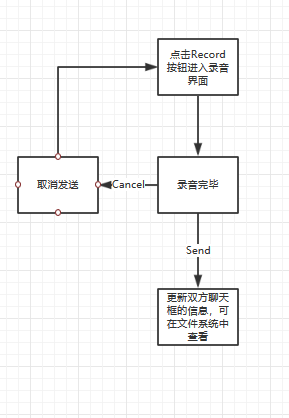 点击Record
按钮进入录音
界面
取消发送
Cancel
录音完毕
Send
更新双方聊天
框的信息，可
在文件系统中
查看